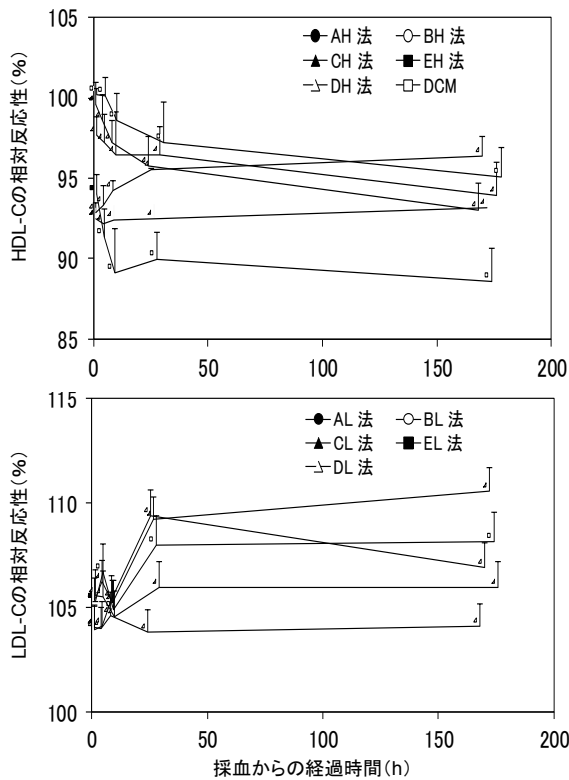 HDL-Cの相対反応性(%)
105
100
95
90
85
AH 法 BH 法
CH 法 EH 法
DH 法 DCM
0 50 100 150 200
LDL-Cの相対反応性(%)
115
110
105
100
AL 法 BL 法
CL 法 EL 法
DL 法
0 50 100 150 200
採血からの経過時間(h)